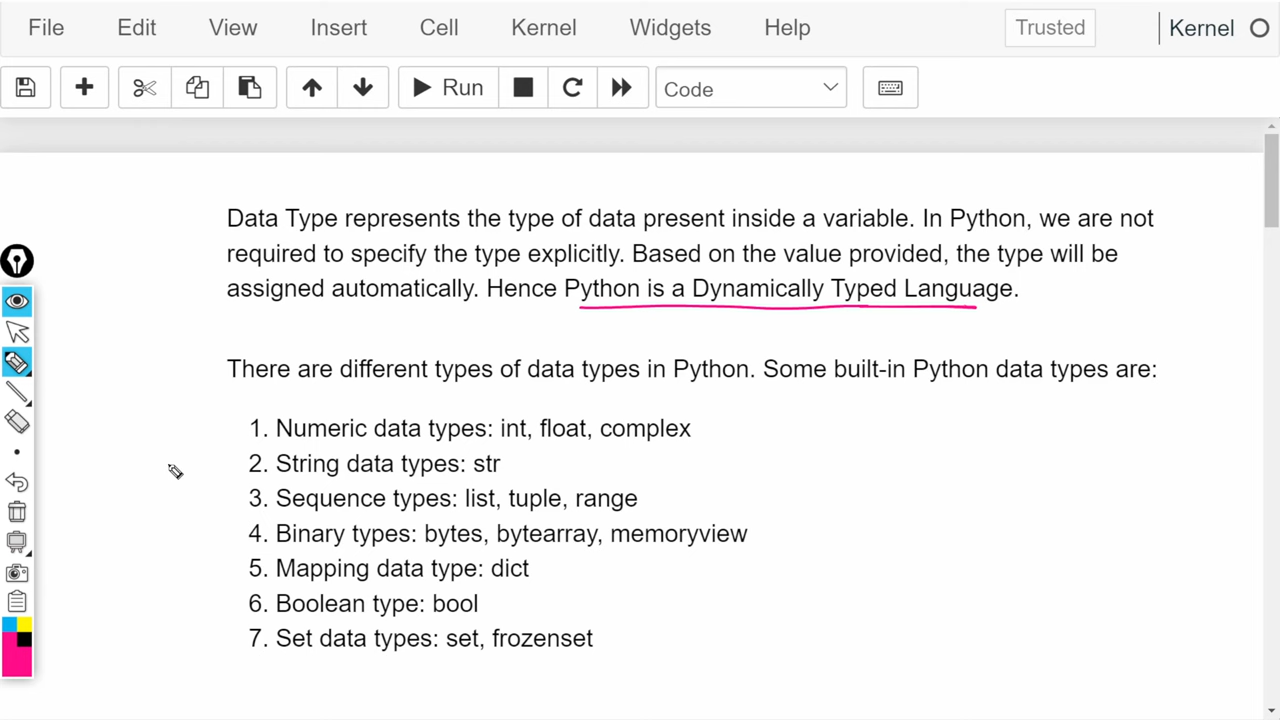 File Edit View Insert Cell Kernel Widgets Help Trusted Kernel
Run Code
Data Type represents the type of data present inside a variable. In Python, we are not
required to specify the type explicitly. Based on the value provided, the type will be
assigned automatically. Hence Python is a Dynamically Typed Language.
There are different types of data types in Python. Some built-in Python data types are:
1. Numeric data types: int, float, complex
2. String data types: str
3. Sequence types: list, tuple, range
4. Binary types: bytes, bytearray, memoryview
5. Mapping data type: dict
6. Boolean type: bool
7. Set data types: set, frozenset